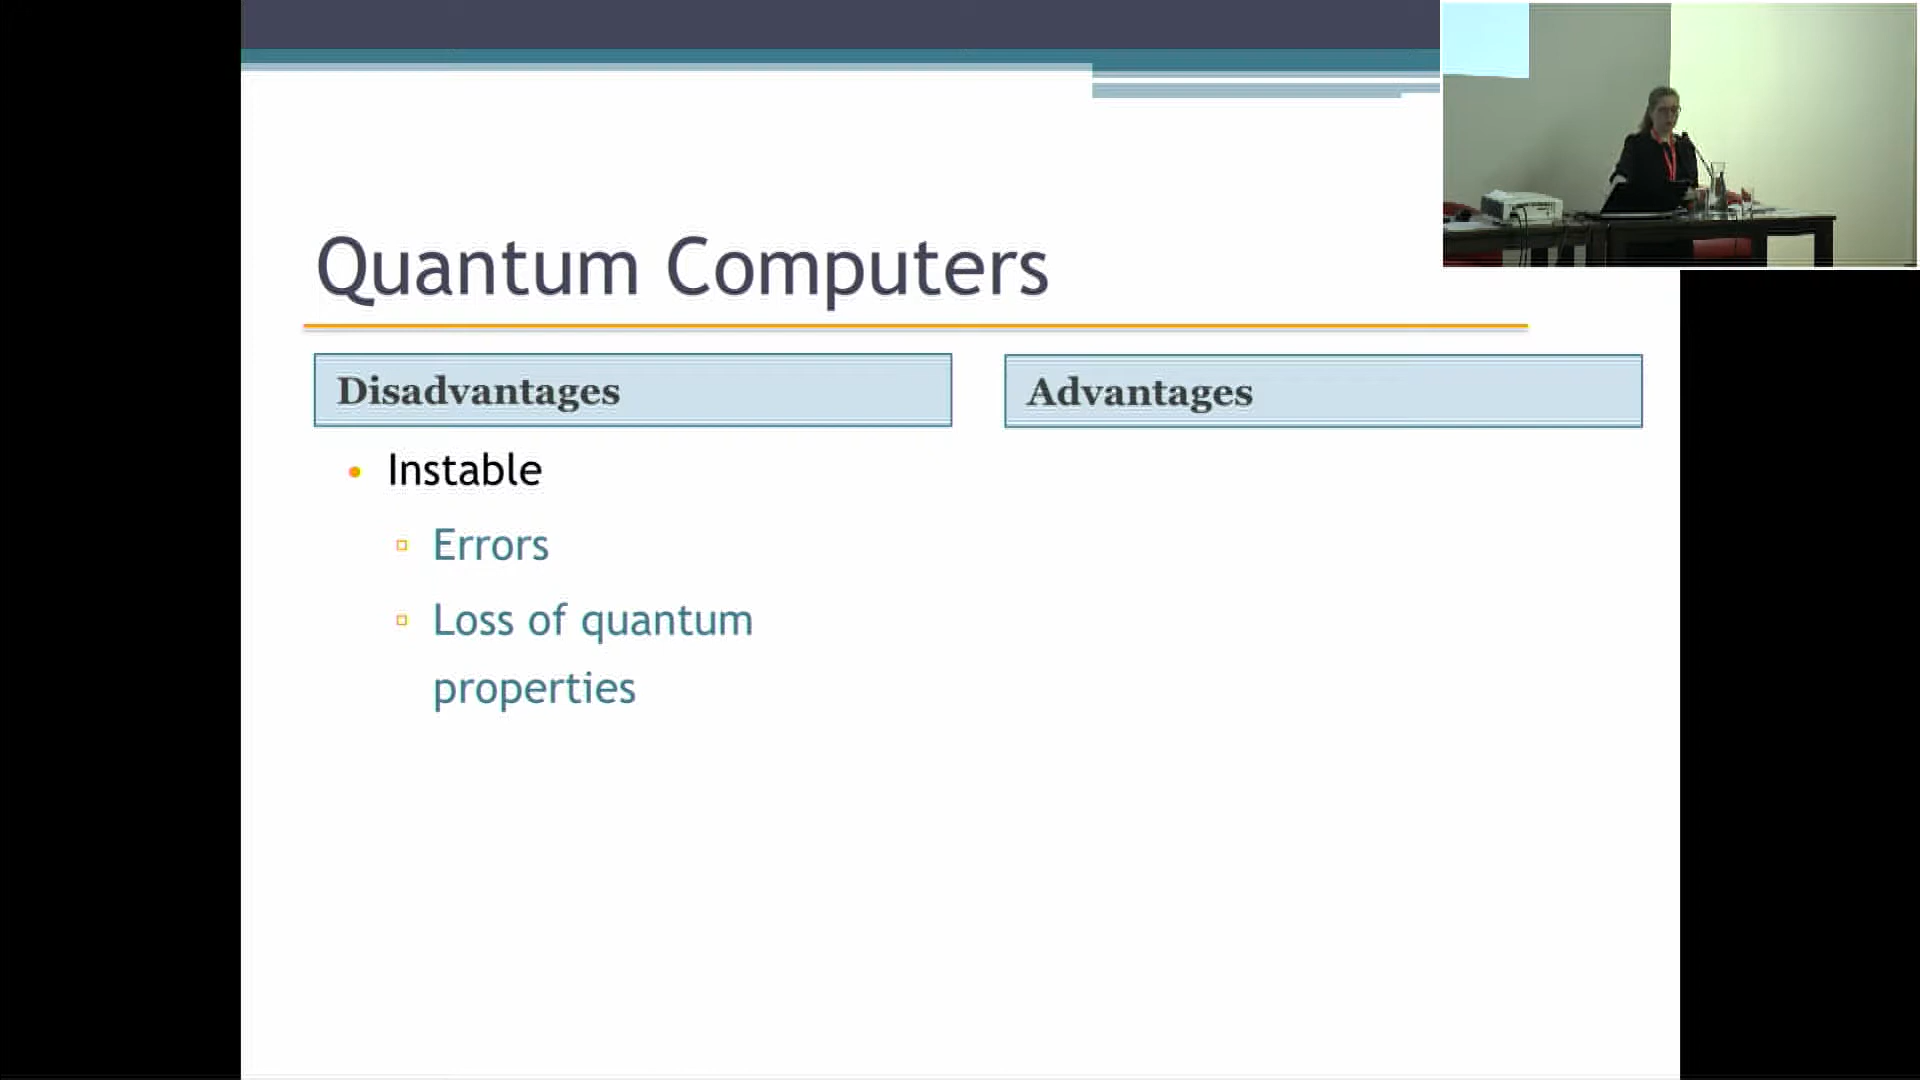 Quantum Computers
Disadvantages
Advantages
Instable
Errors
Loss of quantum
properties